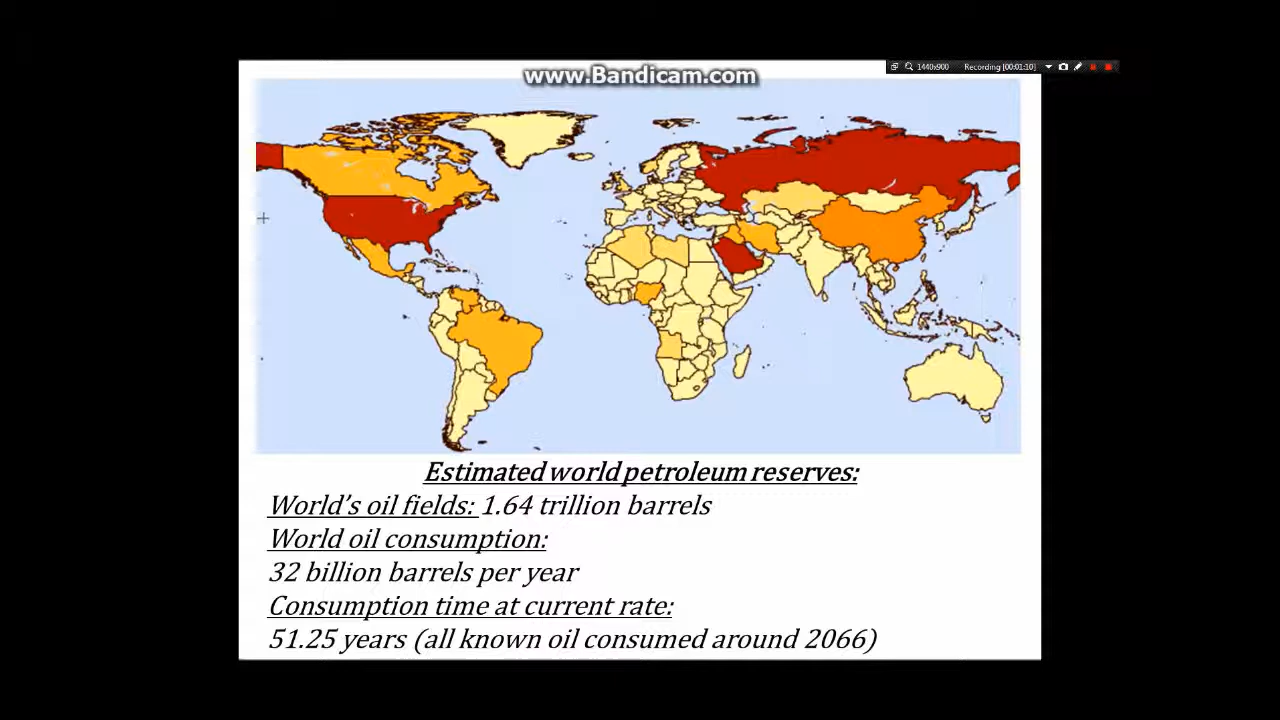 www.Bandicam.com
1440x900 Recording [00:01:10]
Estimated world petroleum reserves:
World's oil fields: 1.64 trillion barrels
World oil consumption:
32 billion barrels per year
Consumption time at current rate:
51.25 years (all known oil consumed around 2066)